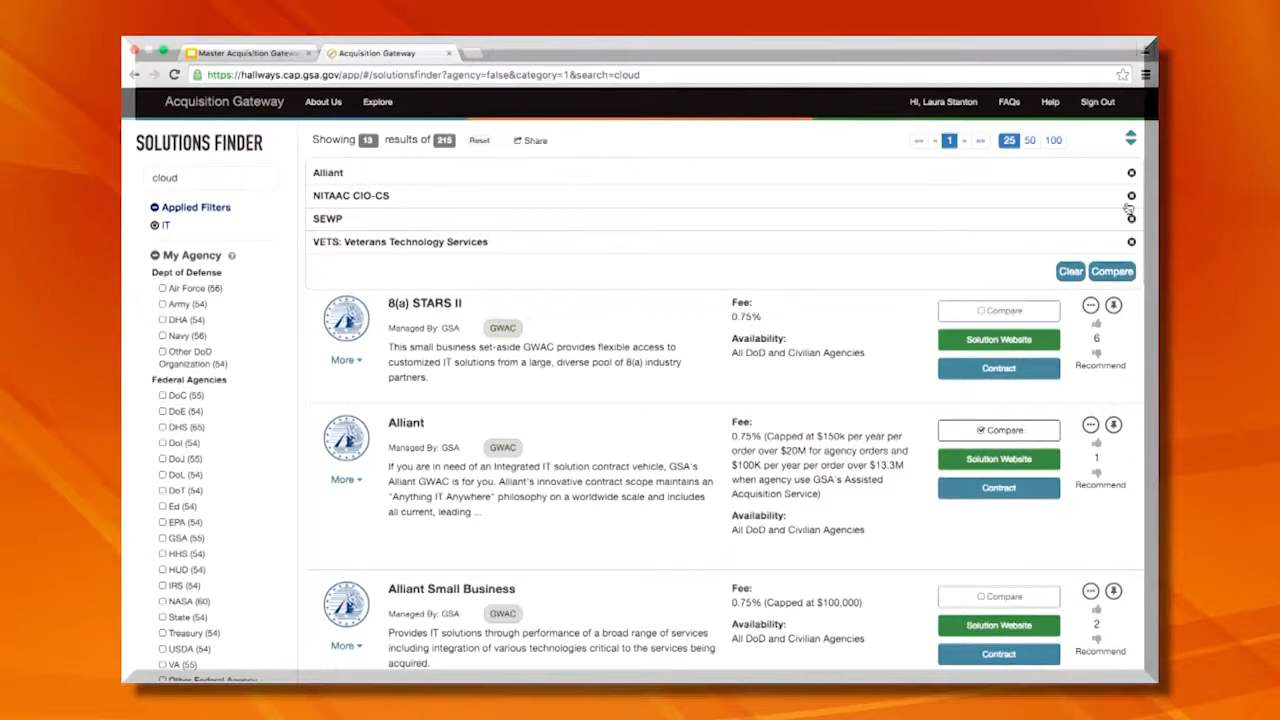 Master Acquisition Gatew
Acquisition Gateway
https://hallways.cap.gsa.gov/app/#/solutionsfinder?agency=false&category=1&search=cloud
Acquisition Gateway
About Us
Explore
Hi, Laura Stanton
FAQs
Help
Sign Out
SOLUTIONS FINDER
cloud
Applied Filters
IT
My Agency
Dept of Defense
Air Force (56)
Army (54)
DHA (54)
Navy (56)
Other DoD
Organization (54)
Federal Agencies
DoC (55)
DoE (54)
DHS (65)
DoI (54)
DoJ (55)
DoL (54)
DoT (54)
Ed (54)
EPA (54)
GSA (55)
HHS (54)
HUD (54)
IRS (54)
NASA (60)
State (54)
Treasury (54)
USDA (54)
VA (55)
Other Federal Agency
Showing 13 results of 215 Reset Share
1
25 50 100
Alliant
NITAAC CIO-CS
SEWP
VETS: Veterans Technology Services
Clear Compare
8(a) STARS II
Managed By: GSA GWAC
This small business set-aside GWAC provides flexible access to
customized IT solutions from a large, diverse pool of 8(a) industry
partners.
More
Fee:
0.75%
Availability:
All DoD and Civilian Agencies
Compare
Solution Website
Contract
6
Recommend
Alliant
Managed By: GSA GWAC
If you are in need of an Integrated IT solution contract vehicle, GSA's
Alliant GWAC is for you. Alliant's innovative contract scope maintains an
"Anything IT Anywhere" philosophy on a worldwide scale and includes
all current, leading ...
More
Fee:
0.75% (Capped at $150k per year per
order over $20M for agency orders and
$100K per year per order over $13.3M
when agency use GSA's Assisted
Acquisition Service)
Availability:
All DoD and Civilian Agencies
Compare
Solution Website
Contract
1
Recommend
Alliant Small Business
Managed By: GSA GWAC
Provides IT solutions through performance of a broad range of services
including integration of various technologies critical to the services being
acquired.
More
Fee:
0.75% (Capped at $100,000)
Availability:
All DoD and Civilian Agencies
Compare
Solution Website
Contract
2
Recommend